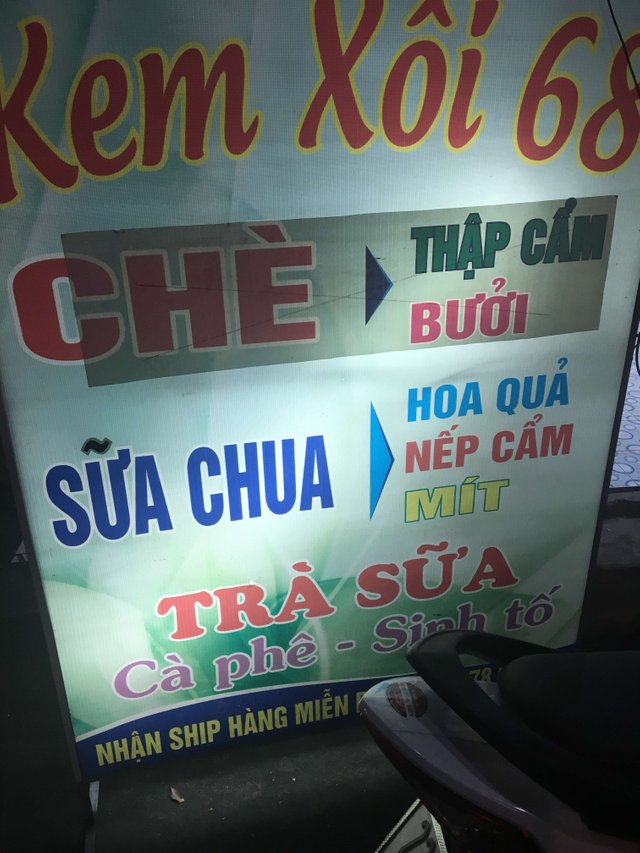 Kem Xôi 68
CHÈ
THẬP CẨM
BƯỞI
SỮA CHUA
HOA QUẢ
NẾP CẨM
MÍT
TRÀ SỮA
Cà phê - Sinh tố
NHẬN SHIP HÀNG MIỄN
78